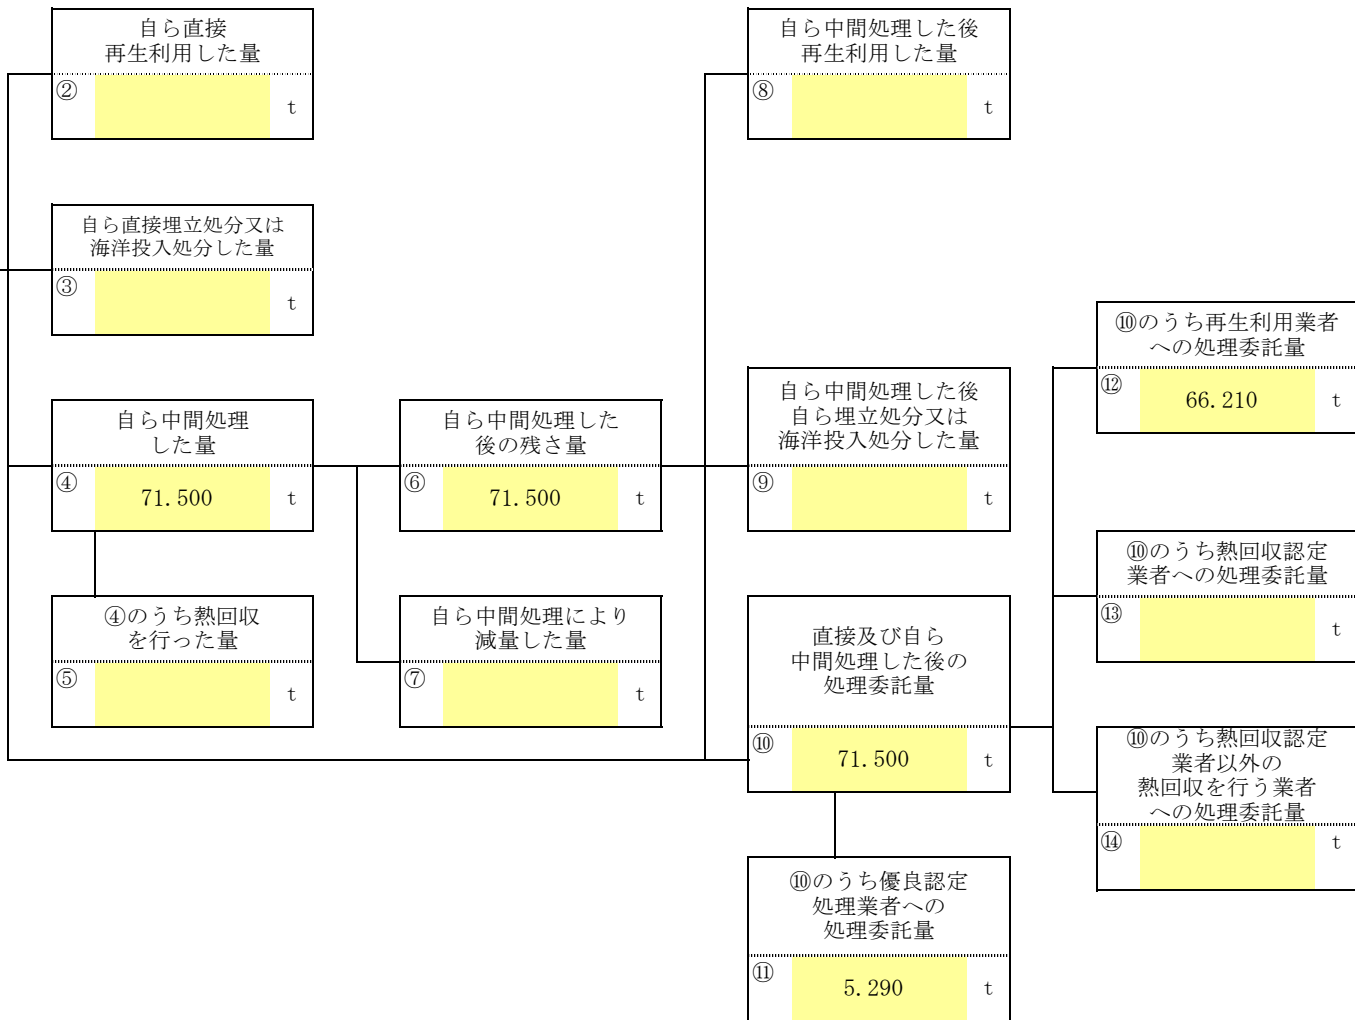 自ら直接
再生利用した量
②
t
自ら中間処理した後
再生利用した量
⑧
t
自ら直接埋立処分又は
海洋投入処分した量
③
t
⑩のうち再生利用業者
への処理委託量
⑫
66.210
t
自ら中間処理
した量
④
71.500
t
自ら中間処理した
後の残さ量
⑥
71.500
t
自ら中間処理した後
自ら埋立処分又は
海洋投入処分した量
⑨
t
⑩のうち熱回収認定
業者への処理委託量
⑬
t
④のうち熱回収
を行った量
⑤
t
自ら中間処理により
減量した量
⑦
t
直接及び自ら
中間処理した後の
処理委託量
⑩
71.500
t
⑩のうち熱回収認定
業者以外の
熱回収を行う業者
への処理委託量
⑭
t
⑩のうち優良認定
処理業者への
処理委託量
⑪
5.290
t